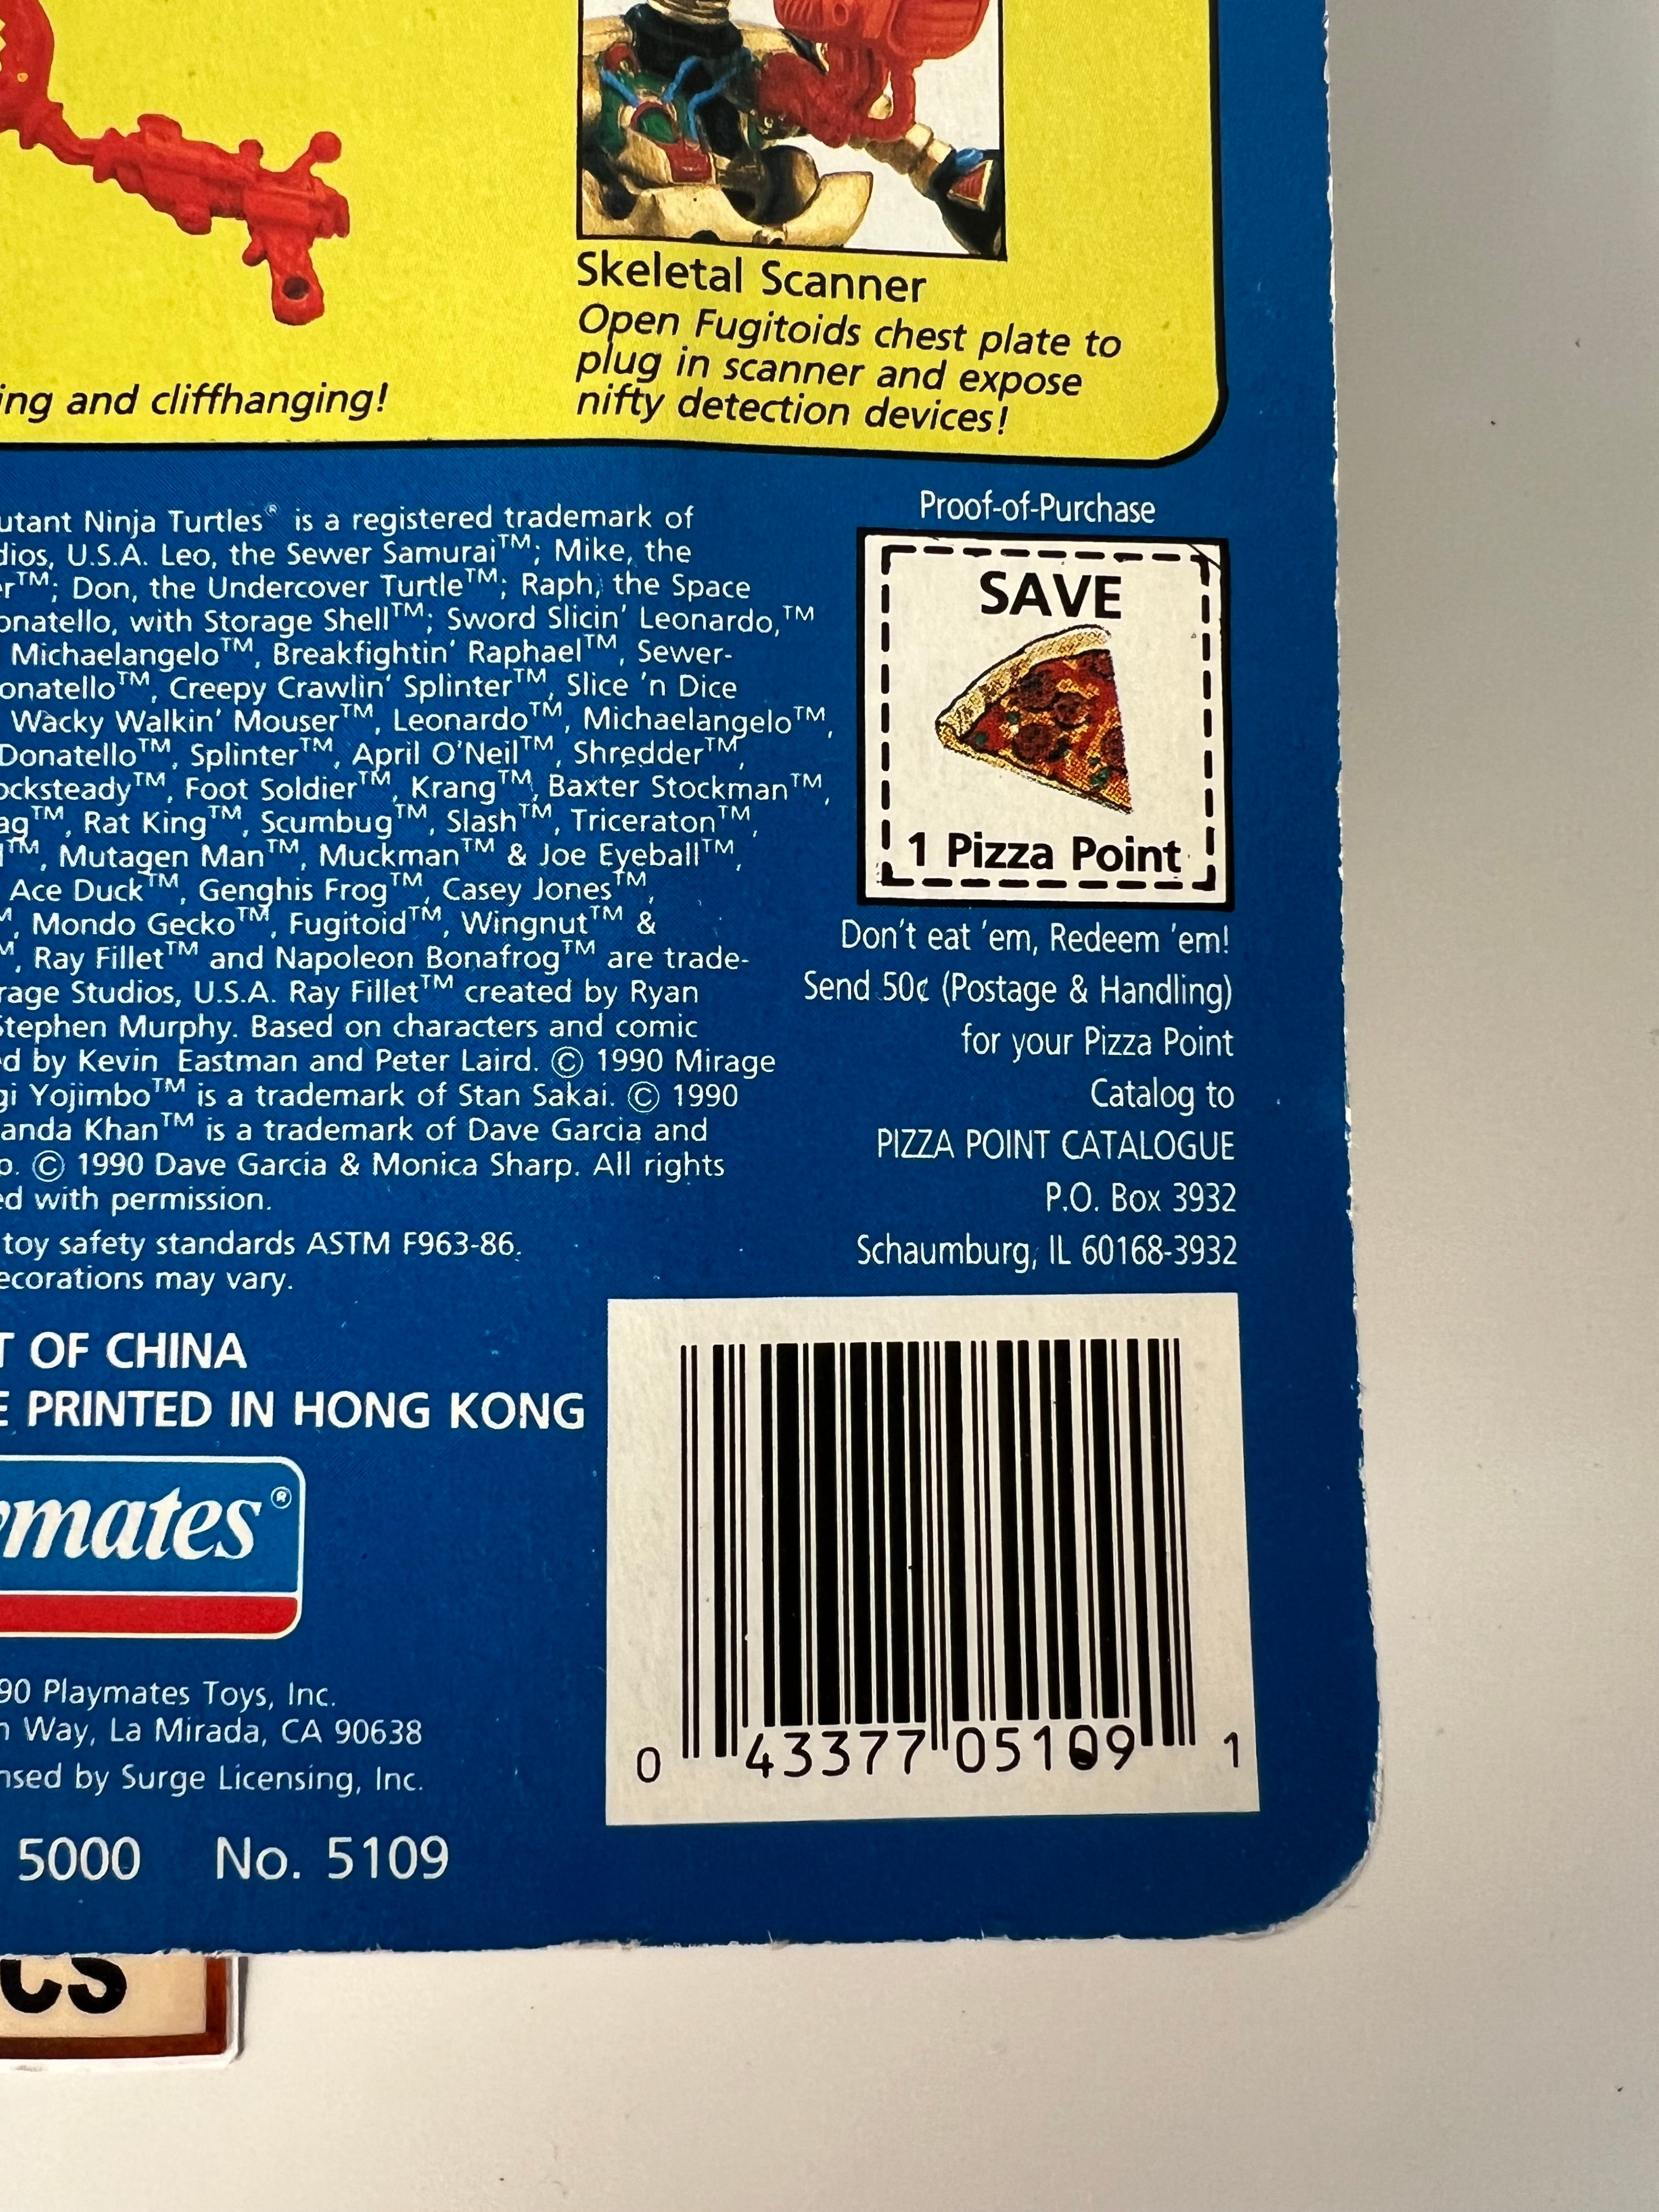 Skeletal Scanner
Open Fugitoids chest plate to
plug in scanner and expose
nifty detection devices!
ing and cliffhanging!
utant Ninja Turtles® is a registered trademark of
dios, U.S.A. Leo, the Sewer Samurai™; Mike, the
r™; Don, the Undercover Turtle™; Raph, the Space
onatello, with Storage Shell™; Sword Slicin' Leonardo,™
Michaelangelo™, Breakfightin' Raphael™, Sewer-
onatello™, Creepy Crawlin' Splinter™, Slice 'n Dice
Wacky Walkin' Mouser™, Leonardo™, Michaelangelo™,
Donatello™, Splinter™, April O'Neil™, Shredder™,
ocksteady™, Foot Soldier™, Krang™, Baxter Stockman™,
ag™, Rat King™, Scumbug™, Slash™, Triceraton™,
™, Mutagen Man™, Muckman™ & Joe Eyeball™,
Ace Duck™, Genghis Frog™, Casey Jones™,
, Mondo Gecko™, Fugitoid™, Wingnut™ &
, Ray Fillet™ and Napoleon Bonafrog™ are trade-
rage Studios, U.S.A. Ray Fillet™ created by Ryan
Stephen Murphy. Based on characters and comic
d by Kevin Eastman and Peter Laird. © 1990 Mirage
gi Yojimbo™ is a trademark of Stan Sakai. © 1990
anda Khan™ is a trademark of Dave Garcia and
p. © 1990 Dave Garcia & Monica Sharp. All rights
ed with permission.
toy safety standards ASTM F963-86.
ecorations may vary.
T OF CHINA
E PRINTED IN HONG KONG
mates®
90 Playmates Toys, Inc.
n Way, La Mirada, CA 90638
nsed by Surge Licensing, Inc.
5000 No. 5109
Proof-of-Purchase
SAVE
1 Pizza Point
Don't eat 'em, Redeem 'em!
Send 50¢ (Postage & Handling)
for your Pizza Point
Catalog to
PIZZA POINT CATALOGUE
P.O. Box 3932
Schaumburg, IL 60168-3932
0 43377 05109 1
CS